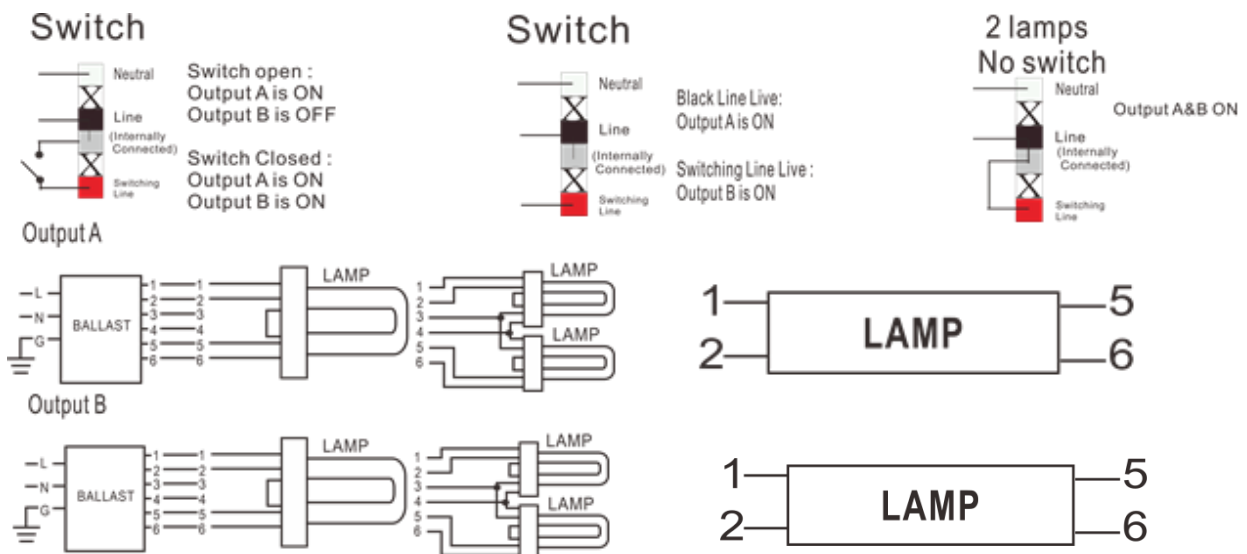 Switch
Neutral
Line
(Internally
Connected)
Switching
Line
Switch open :
Output A is ON
Output B is OFF
Switch Closed :
Output A is ON
Output B is ON
Switch
Neutral
Line
(Internally
Connected)
Switching
Line
Black Line Live:
Output A is ON
Switching Line Live :
Output B is ON
2 lamps
No switch
Neutral
Line
(Internally
Connected)
Switching
Line
Output A&B ON
Output A
L
N
G
BALLAST
1 1
2 2
3 3
4 4
5 5
6 6
LAMP
1
2
3
4
5
6
LAMP
LAMP
1 5
LAMP
2 6
Output B
L
N
G
BALLAST
1 1
2 2
3 3
4 4
5 5
6 6
LAMP
1
2
3
4
5
6
LAMP
LAMP
1 5
LAMP
2 6